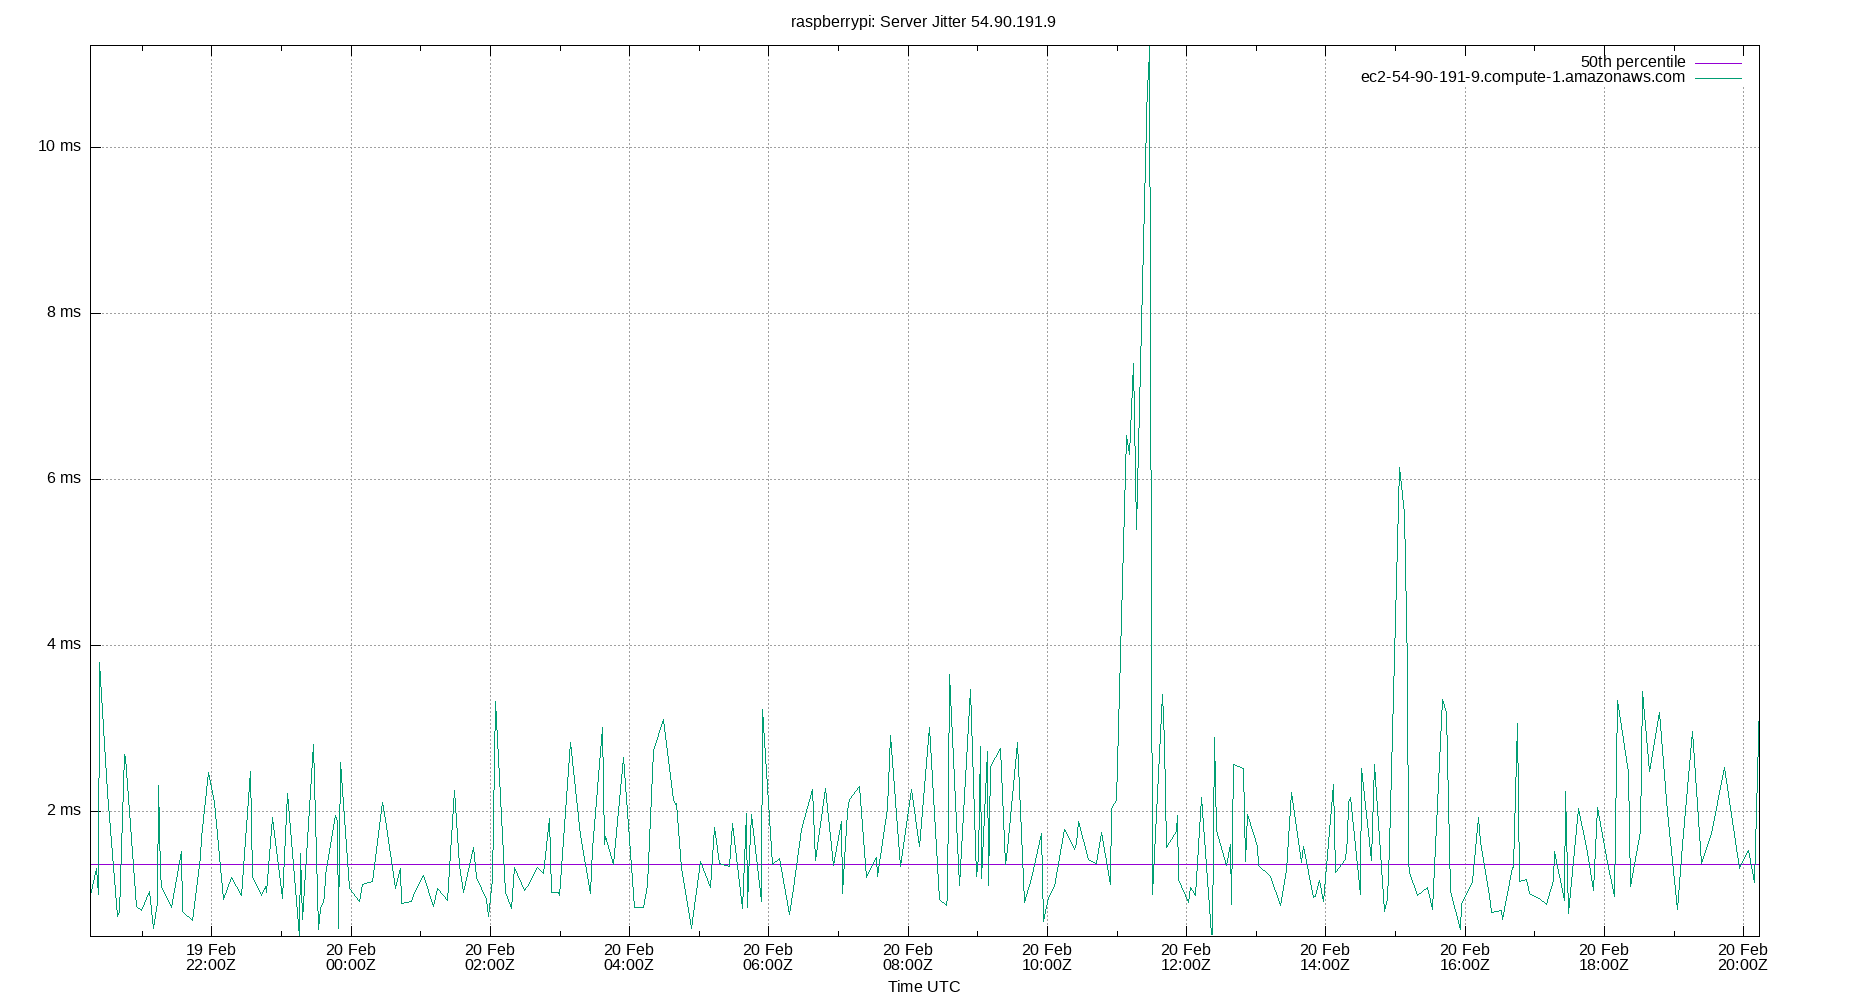 raspberrypi: Server Jitter 54.90.191.9
50th percentile
ec2-54-90-191-9.compute-1.amazonaws.com
10 ms
8 ms
6 ms
4 ms
2 ms
19 Feb 20 Feb 20 Feb 20 Feb 20 Feb 20 Feb 20 Feb 20 Feb 20 Feb 20 Feb 20 Feb 20 Feb
22:00Z 00:00Z 02:00Z 04:00Z 06:00Z 08:00Z 10:00Z 12:00Z 14:00Z 16:00Z 18:00Z 20:00Z
Time UTC